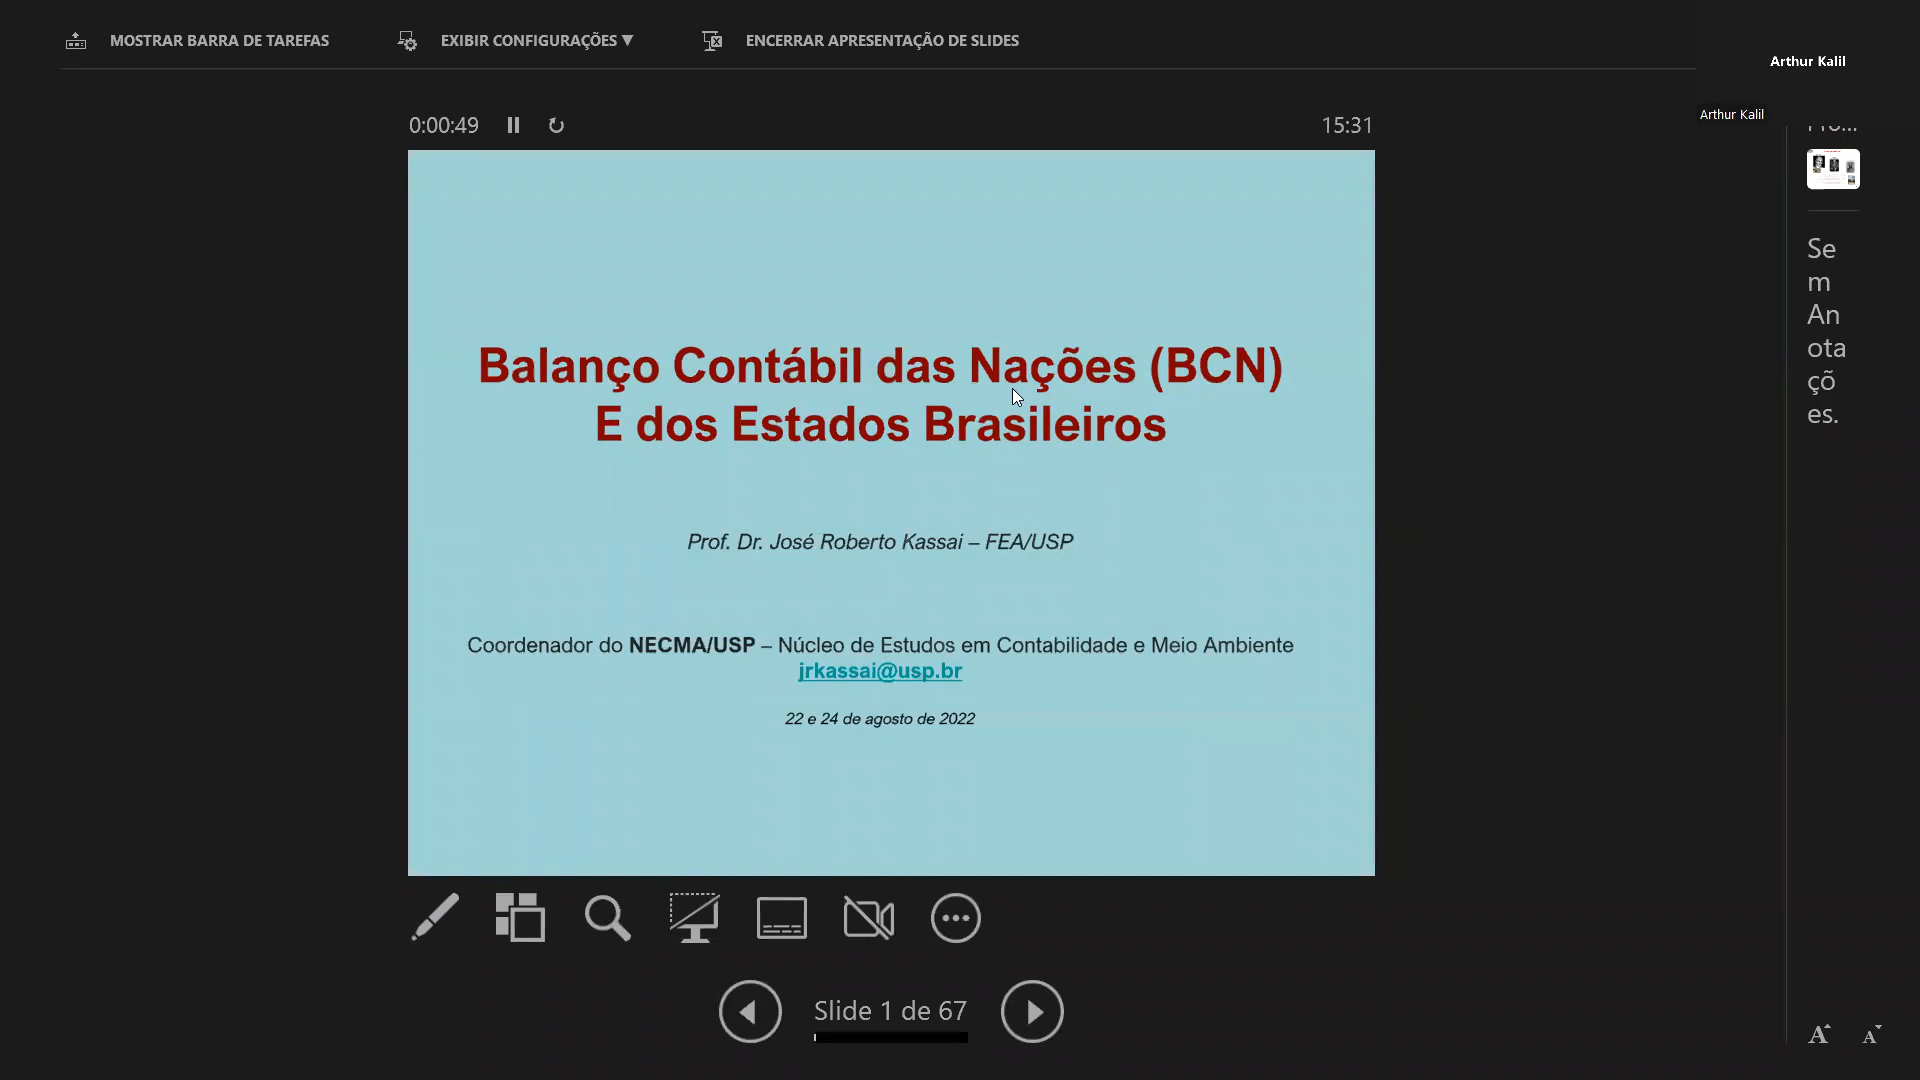 MOSTRAR BARRA DE TAREFAS
EXIBIR CONFIGURAÇÕES ▼
ENCERRAR APRESENTAÇÃO DE SLIDES
Arthur Kalil
Arthur Kalil
0:00:49
15:31
Balanço Contábil das Nações (BCN)
E dos Estados Brasileiros
Prof. Dr. José Roberto Kassai – FEA/USP
Coordenador do NECMA/USP – Núcleo de Estudos em Contabilidade e Meio Ambiente
jrkassai@usp.br
22 e 24 de agosto de 2022
Se
m
An
ota
çõ
es.
Slide 1 de 67
A A